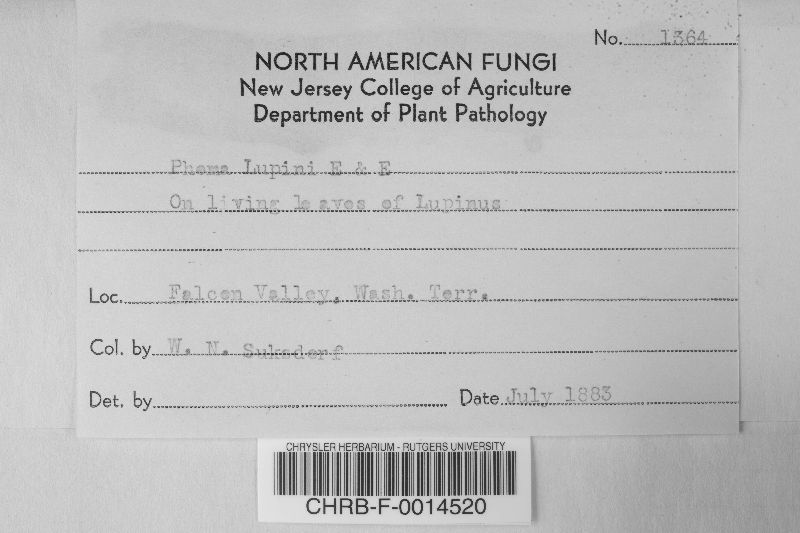 No. 1364
NORTH AMERICAN FUNGI
New Jersey College of Agriculture
Department of Plant Pathology
Phoma Lupini E & E
On living leaves of Lupinus
Loc. Falcon Valley, Wash. Terr.
Col. by W. N. Suksdorf
Det. by
Date July 1883
CHRYSLER HERBARIUM - RUTGERS UNIVERSITY
CHRB-F-0014520